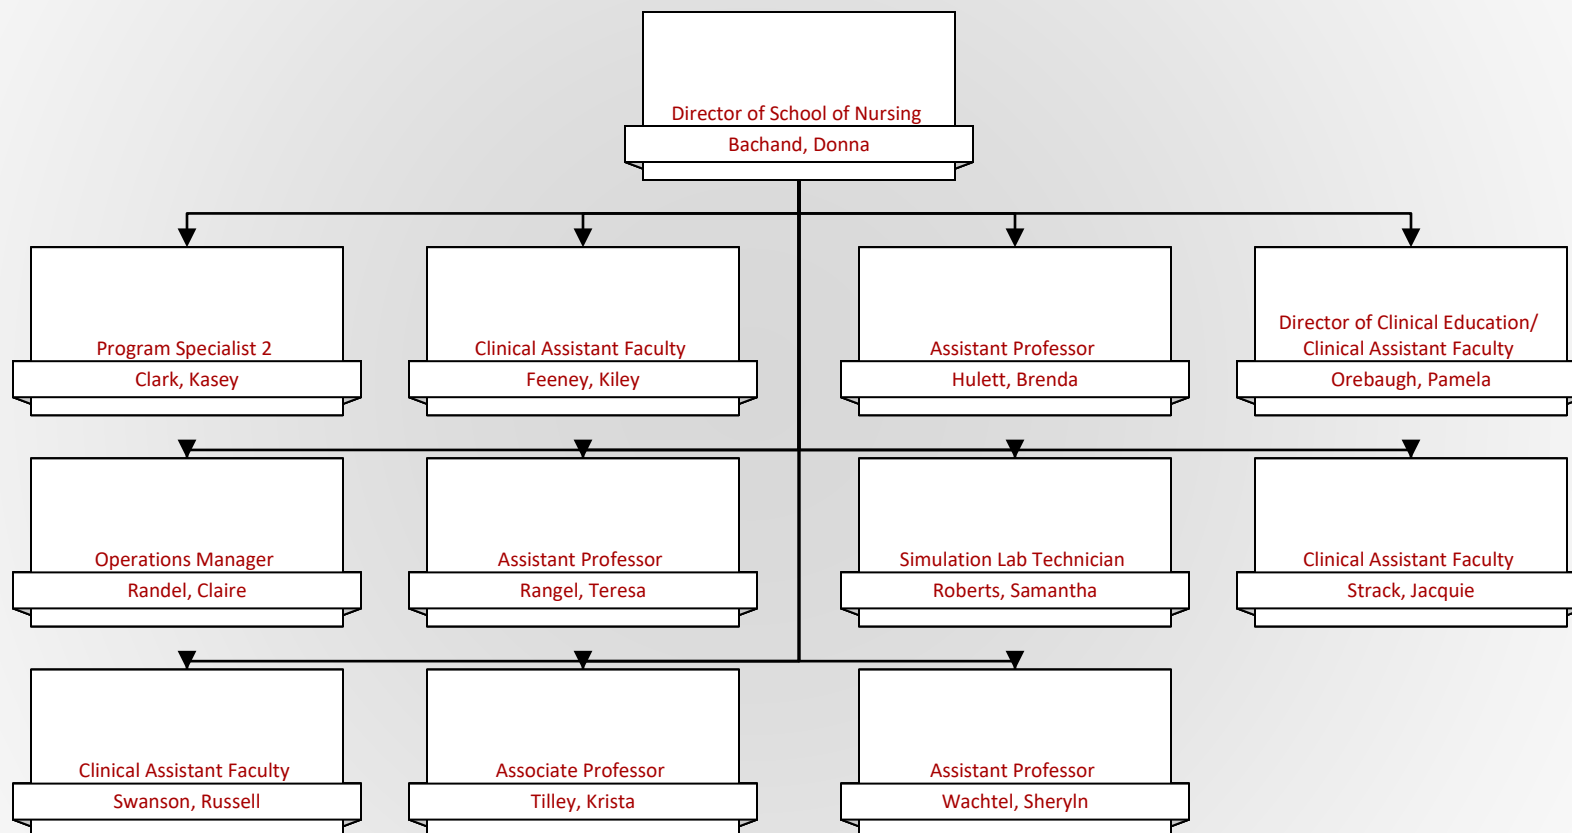 Director of School of Nursing
Bachand, Donna
Program Specialist 2
Clark, Kasey
Clinical Assistant Faculty
Feeney, Kiley
Assistant Professor
Hulett, Brenda
Director of Clinical Education/
Clinical Assistant Faculty
Orebaugh, Pamela
Operations Manager
Randel, Claire
Assistant Professor
Rangel, Teresa
Simulation Lab Technician
Roberts, Samantha
Clinical Assistant Faculty
Strack, Jacquie
Clinical Assistant Faculty
Swanson, Russell
Associate Professor
Tilley, Krista
Assistant Professor
Wachtel, Sheryln